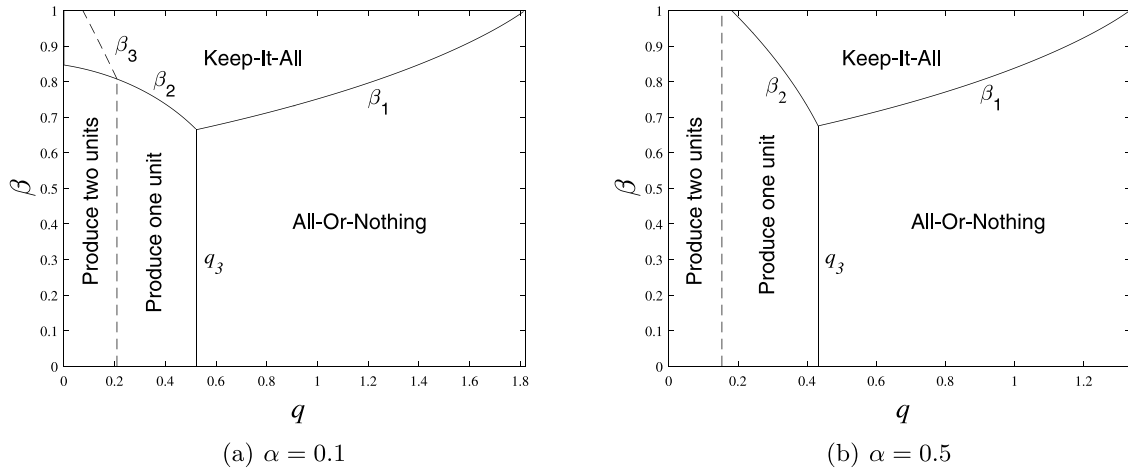 1
0.9
0.8
0.7
0.6
0.5
0.4
0.3
0.2
0.1
0
β
Keep-It-All
β3
β2
β1
Produce two units
Produce one unit
All-Or-Nothing
q3
0 0.2 0.4 0.6 0.8 1 1.2 1.4 1.6 1.8
q
(a) α = 0.1
1
0.9
0.8
0.7
0.6
0.5
0.4
0.3
0.2
0.1
0
β
Keep-It-All
β2
β1
Produce two units
Produce one unit
All-Or-Nothing
q3
0 0.2 0.4 0.6 0.8 1 1.2
q
(b) α = 0.5